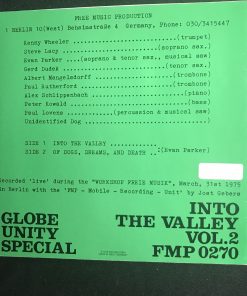 FREE MUSIC PRODUCTION
1 BERLIN 10(West) Behaimstraße 4 Germany, Phone: 030/3415447
Kenny Wheeler (trumpet)
Steve Lacy (soprano sax.)
Evan Parker (soprano & tenor sax., musical saw)
Gerd Dudek (soprano, tenor sax.)
Albert Mangelsdorff (trombone)
Paul Rutherford (trombone)
Alex Schlippenbach (piano)
Peter Kowald (bass)
Paul Lovens (percussion & musical saw)
Unidentified Dog
SIZE 1 INTO THE VALLEY
SIDE 2 OF DOGS, DREAMS, AND DEATH (Evan Parker)
Recorded 'live' during the "WORKSHOP FREIE MUSIK", March, 31st 1975
in Berlin with the 'FMP - Mobile - Recording - Unit' by Jost Gebers
GLOBE
UNITY
SPECIAL
INTO
THE VALLEY
VOL.2
FMP 0270